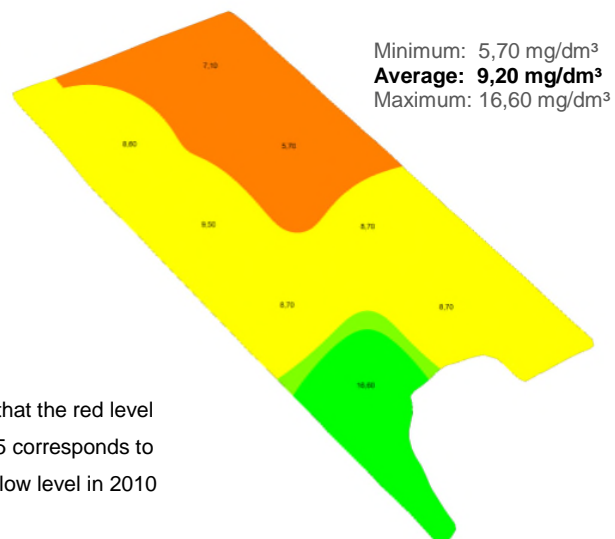 Minimum: 5,70 mg/dm³
Average: 9,20 mg/dm³
Maximum: 16,60 mg/dm³
7,10
8,80
5,70
9,50
8,70
8,70
8,70
16,60
that the red level
5 corresponds to
low level in 2010